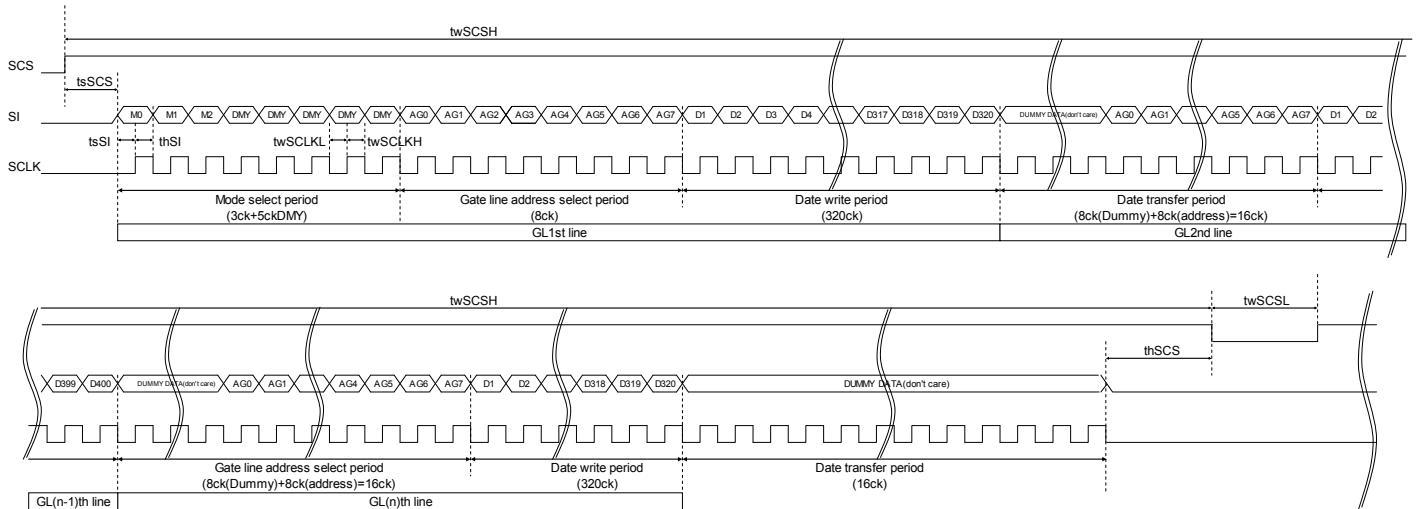 twSCSH
SCS
tsSCS
SI
M0 M1 M2 DMY DMY DMY DMY DMY AG0 AG1 AG2 AG3 AG4 AG5 AG6 AG7 D1 D2 D3 D4 D317 D318 D319 D320 DUMMY DATA(don't care) AG0 AG1 AG5 AG6 AG7 D1 D2
tsSI thSI twSCLKL twSCLKH
SCLK
Mode select period Gate line address select period Date write period Date transfer period
(3ck+5ckDMY) (8ck) (320ck) (8ck(Dummy)+8ck(address)=16ck)
GL1st line GL2nd line
twSCSH twSCSL
thSCS
D399 D400 DUMMY DATA(don't care) AG0 AG1 AG4 AG5 AG6 AG7 D1 D2 D318 D319 D320 DUMMY DATA(don't care)
Gate line address select period Date write period Date transfer period
(8ck(Dummy)+8ck(address)=16ck) (320ck) (16ck)
GL(n-1)th line GL(n)th line